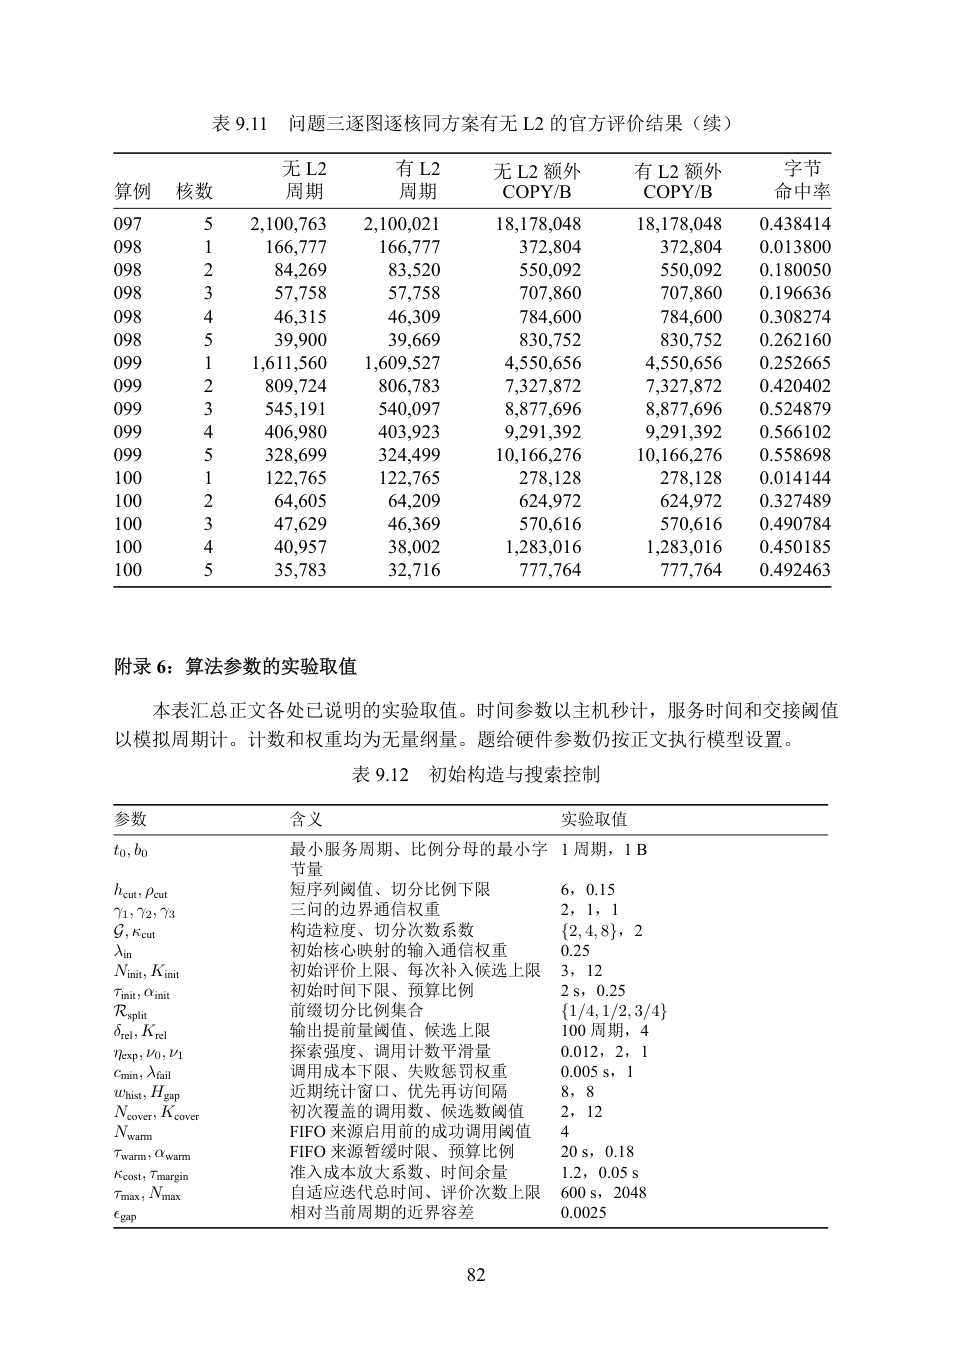 表 9.11 问题三逐图逐核同方案有无 L2 的官方评价结果（续）
算例 核数 无 L2 周期 有 L2 周期 无 L2 额外 COPY/B 有 L2 额外 COPY/B 字节 命中率
097 5 2,100,763 2,100,021 18,178,048 18,178,048 0.438414
098 1 166,777 166,777 372,804 372,804 0.013800
098 2 84,269 83,520 550,092 550,092 0.180050
098 3 57,758 57,758 707,860 707,860 0.196636
098 4 46,315 46,309 784,600 784,600 0.308274
098 5 39,900 39,669 830,752 830,752 0.262160
099 1 1,611,560 1,609,527 4,550,656 4,550,656 0.252665
099 2 809,724 806,783 7,327,872 7,327,872 0.420402
099 3 545,191 540,097 8,877,696 8,877,696 0.524879
099 4 406,980 403,923 9,291,392 9,291,392 0.566102
099 5 328,699 324,499 10,166,276 10,166,276 0.558698
100 1 122,765 122,765 278,128 278,128 0.014144
100 2 64,605 64,209 624,972 624,972 0.327489
100 3 47,629 46,369 570,616 570,616 0.490784
100 4 40,957 38,002 1,283,016 1,283,016 0.450185
100 5 35,783 32,716 777,764 777,764 0.492463
附录 6：算法参数的实验取值
本表汇总正文各处已说明的实验取值。时间参数以主机秒计，服务时间和交接阈值
以模拟周期计。计数和权重均为无量纲量。题给硬件参数仍按正文执行模型设置。
表 9.12 初始构造与搜索控制
参数 含义 实验取值
t₀, b₀ 最小服务周期、比例分母的最小字 1 周期，1 B
节量
h_cut, ρ_cut 短序列阈值、切分比例下限 6，0.15
γ₁, γ₂, γ₃ 三问的边界通信权重 2，1，1
𝒢, κ_cut 构造粒度、切分次数系数 {2, 4, 8}，2
λ_in 初始核心映射的输入通信权重 0.25
N_init, K_init 初始评价上限、每次补入候选上限 3，12
τ_init, α_init 初始时间下限、预算比例 2 s，0.25
ℛ_split 前缀切分比例集合 {1/4, 1/2, 3/4}
δ_rel, K_rel 输出提前量阈值、候选上限 100 周期，4
η_exp, ν₀, ν₁ 探索强度、调用计数平滑量 0.012，2，1
c_min, λ_fail 调用成本下限、失败惩罚权重 0.005 s，1
w_hist, H_gap 近期统计窗口、优先再访问间隔 8，8
N_cover, K_cover 初次覆盖的调用数、候选数阈值 2，12
N_warm FIFO 来源启用前的成功调用阈值 4
τ_warm, α_warm FIFO 来源暂缓时限、预算比例 20 s，0.18
κ_cost, τ_margin 准入成本放大系数、时间余量 1.2，0.05 s
τ_max, N_max 自适应迭代总时间、评价次数上限 600 s，2048
ϵ_gap 相对当前周期的近界容差 0.0025
82